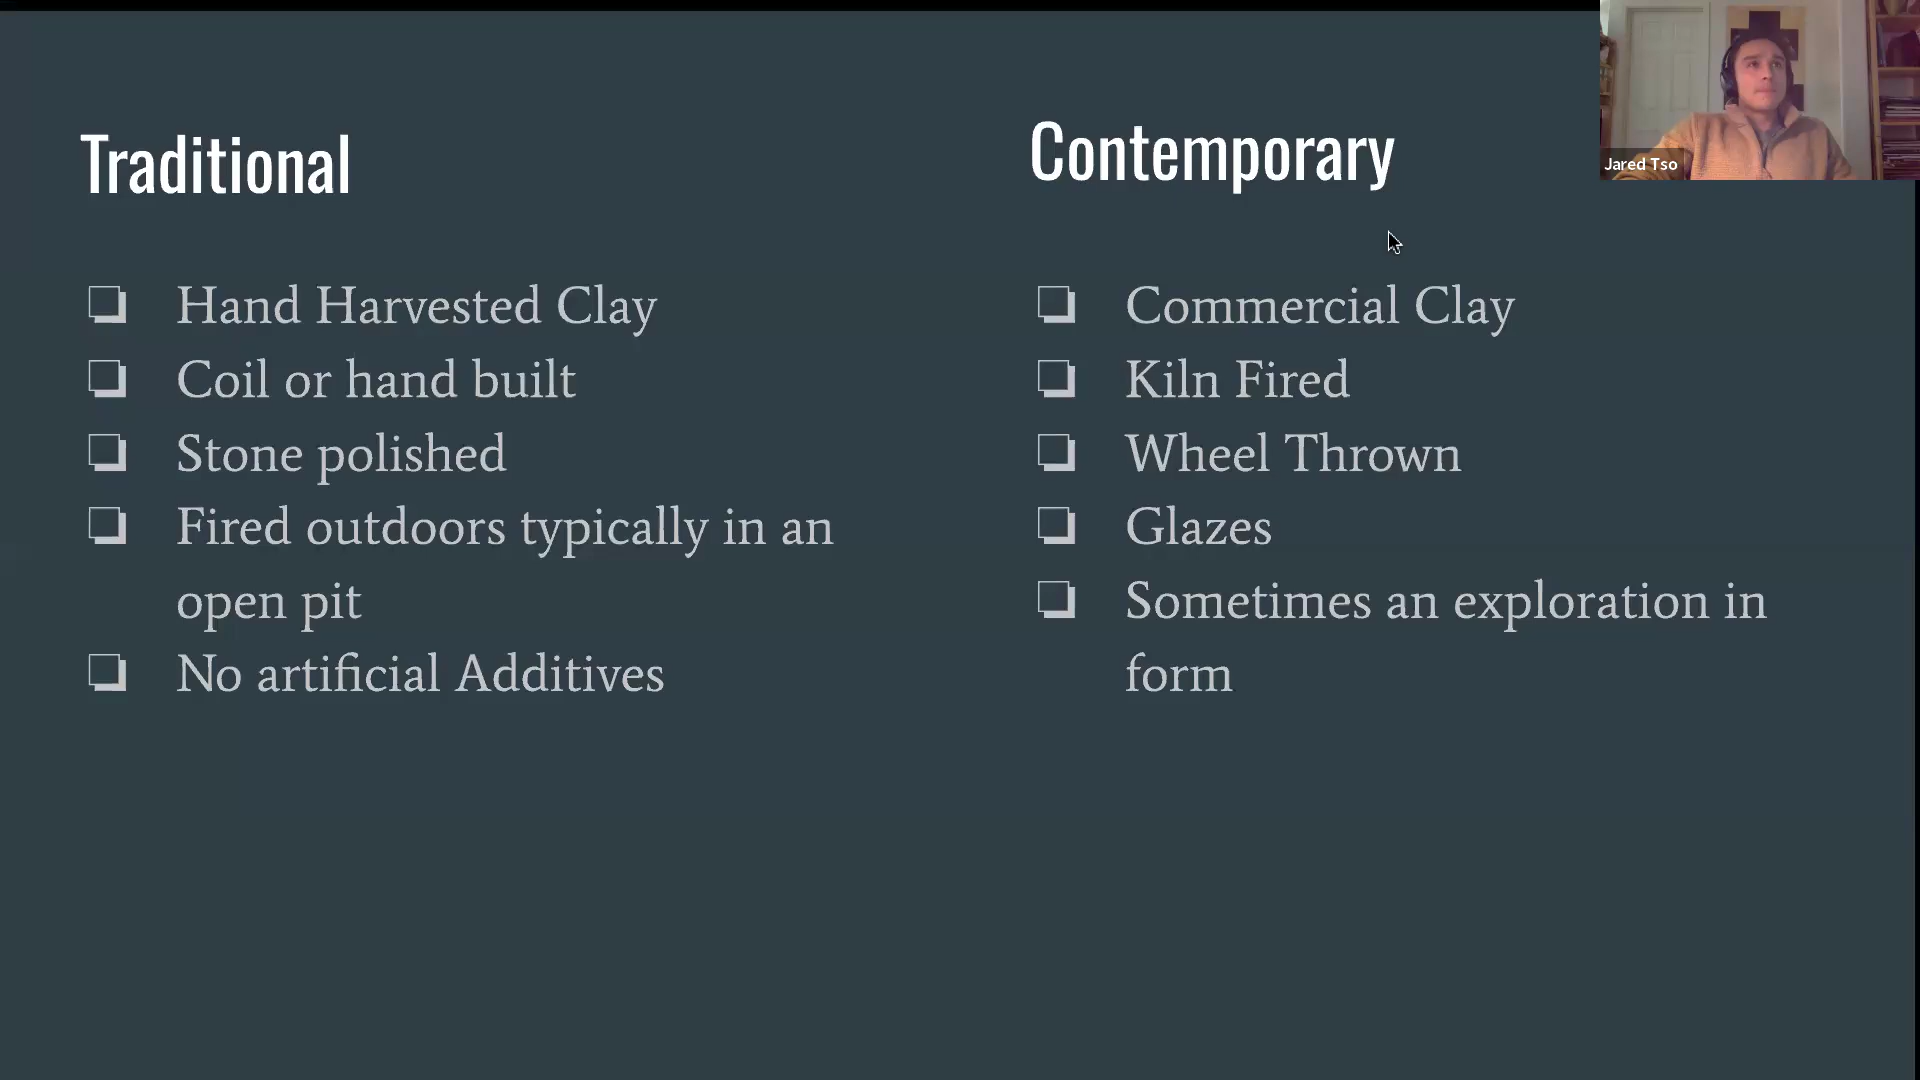 Traditional
Hand Harvested Clay
Coil or hand built
Stone polished
Fired outdoors typically in an
open pit
No artificial Additives
Contemporary
Commercial Clay
Kiln Fired
Wheel Thrown
Glazes
Sometimes an exploration in
form
Jared Tso